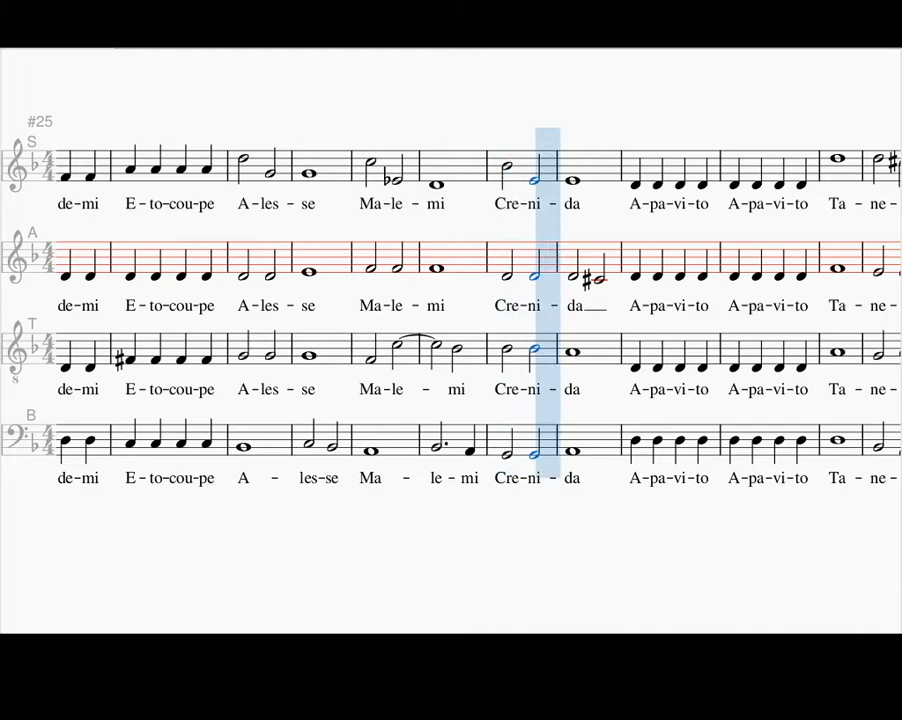 #25
S
de-mi E-to-cou-pe A-les-se Ma-le-mi Cre-ni-da A-pa-vi-to A-pa-vi-to Ta-ne-
A
de-mi E-to-cou-pe A-les-se Ma-le-mi Cre-ni-da__ A-pa-vi-to A-pa-vi-to Ta-ne-
T
8
de-mi E-to-cou-pe A-les-se Ma-le-mi Cre-ni-da A-pa-vi-to A-pa-vi-to Ta-ne-
B
de-mi E-to-cou-pe A-les-se Ma-le-mi Cre-ni-da A-pa-vi-to A-pa-vi-to Ta-ne-